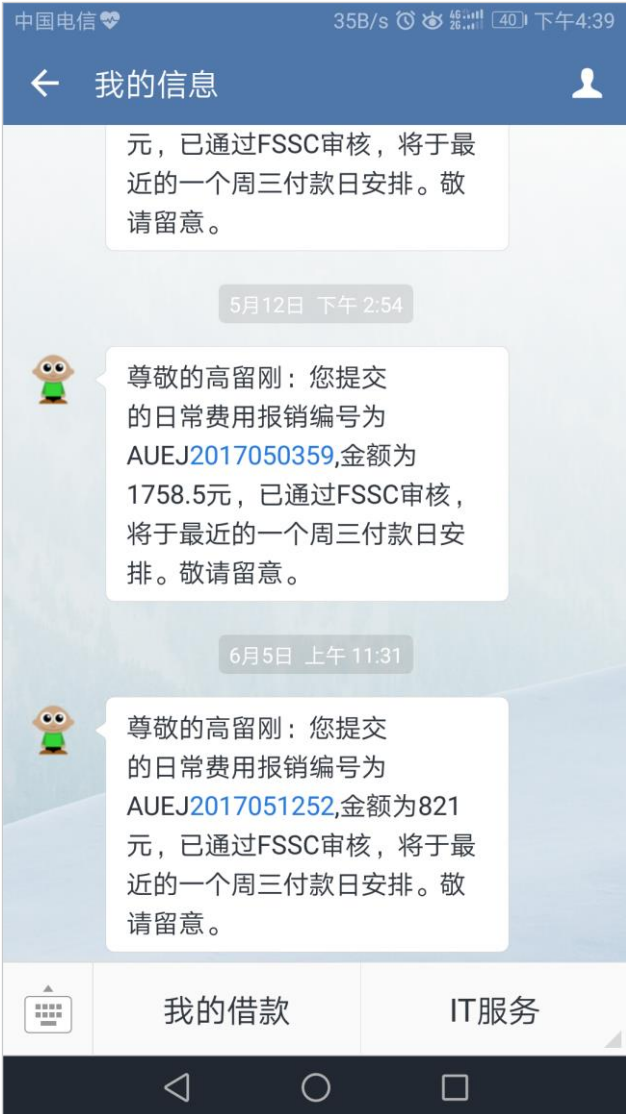 中国电信 35B/s 4G 2G 40 下午4:39
我的信息
元，已通过FSSC审核，将于最
近的一个周三付款日安排。敬
请留意。
5月12日 下午 2:54
尊敬的高留刚：您提交
的日常费用报销编号为
AUEJ2017050359,金额为
1758.5元，已通过FSSC审核，
将于最近的一个周三付款日安
排。敬请留意。
6月5日 上午 11:31
尊敬的高留刚：您提交
的日常费用报销编号为
AUEJ2017051252,金额为821
元，已通过FSSC审核，将于最
近的一个周三付款日安排。敬
请留意。
我的借款 IT服务